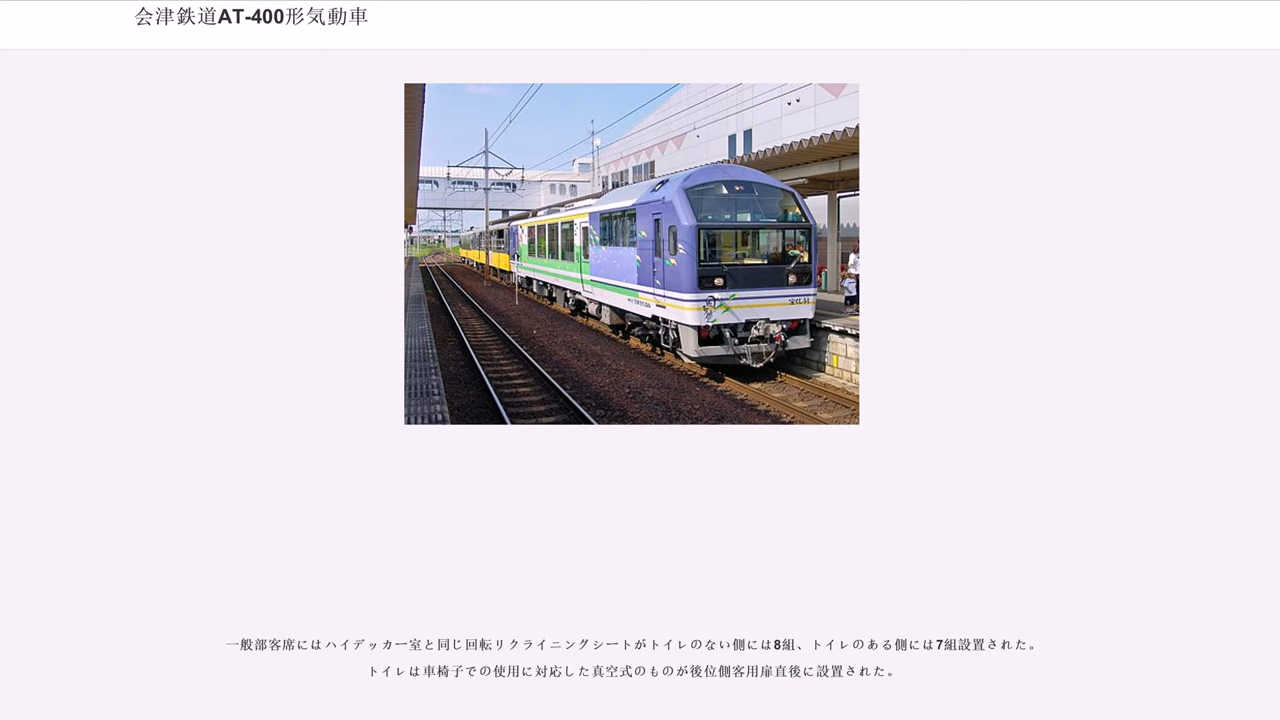 会津鉄道AT-400形気動車
一般部客席にはハイデッカー室と同じ回転リクライニングシートがトイレのない側には8組、トイレのある側には7組設置された。
トイレは車椅子での使用に対応した真空式のものが後位側客用扉直後に設置された。